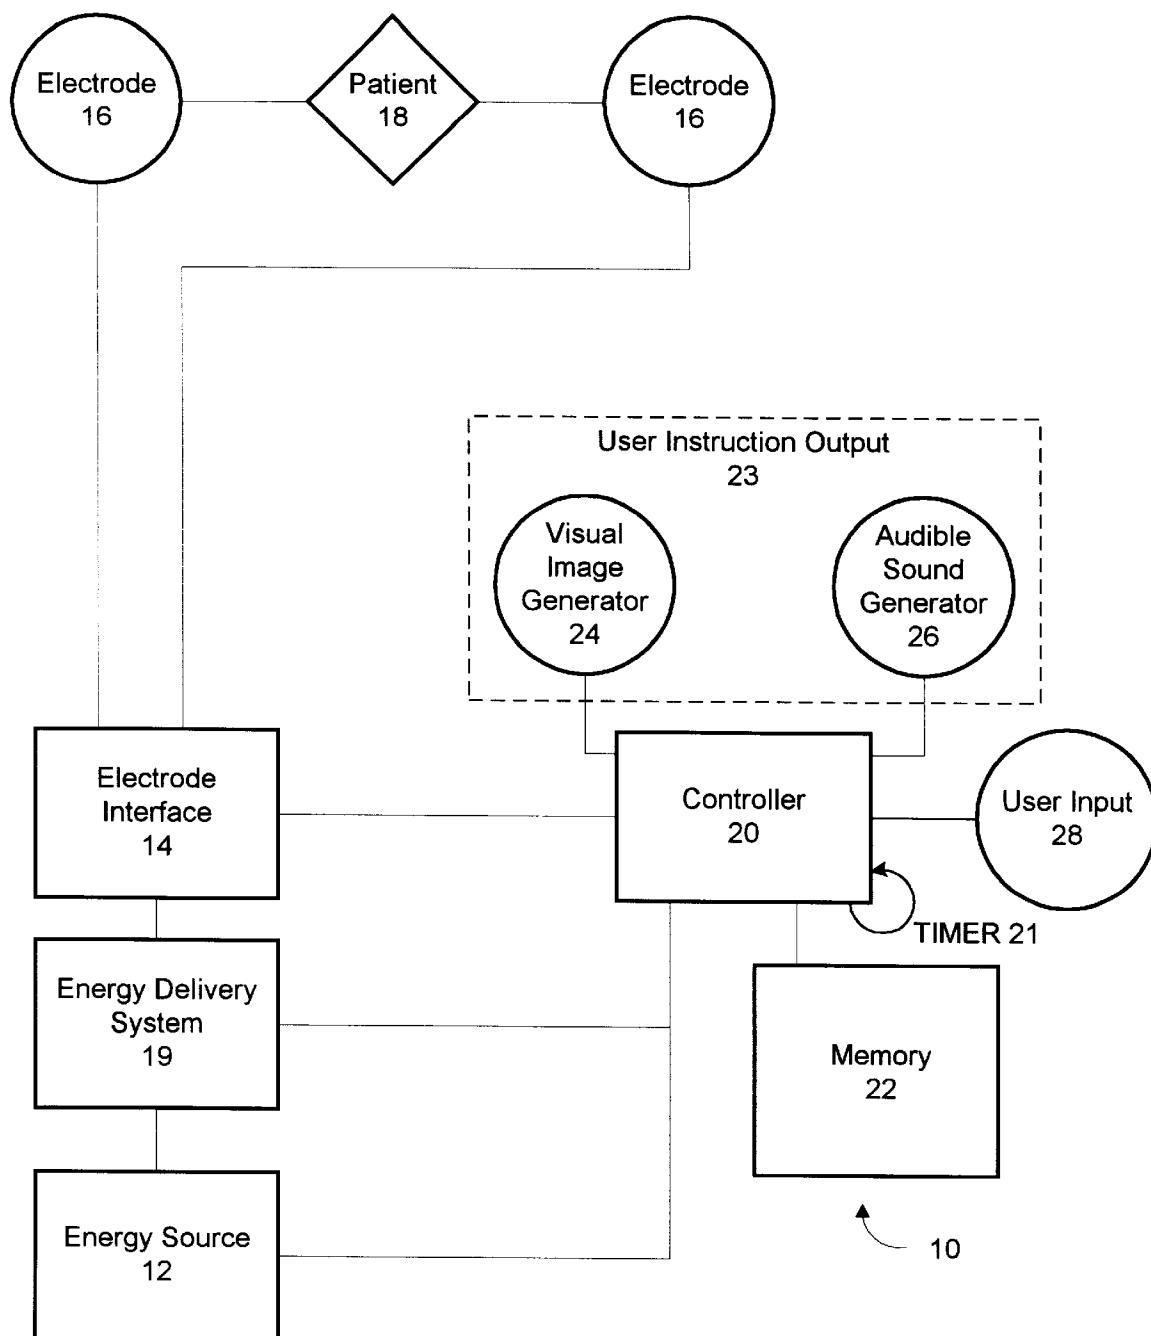 Electrode
16
Patient
18
Electrode
16
User Instruction Output
23
Visual
Image
Generator
24
Audible
Sound
Generator
26
Electrode
Interface
14
Controller
20
User Input
28
TIMER 21
Energy Delivery
System
19
Memory
22
Energy Source
12
10